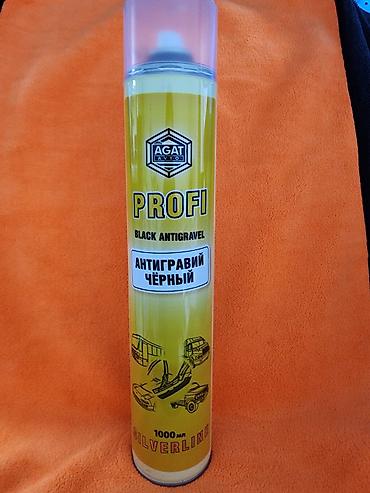 AGAT
AVTO
PROFI
BLACK ANTIGRAVEL
АНТИГРАВИЙ
ЧЁРНЫЙ
1000 мл
SILVERLINE